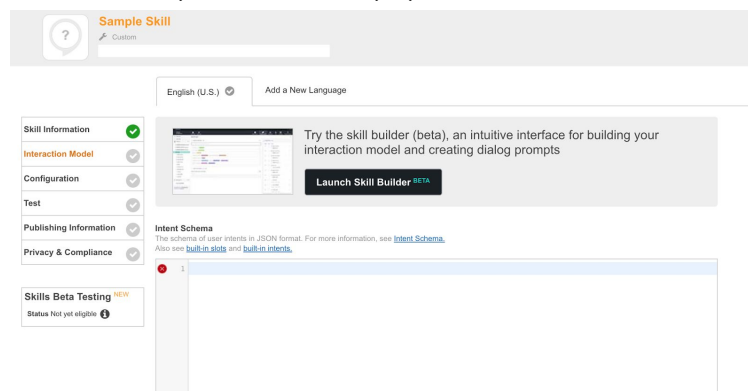 Sample Skill
Custom
English (U.S.)
Add a New Language
Skill Information
Interaction Model
Configuration
Test
Publishing Information
Privacy & Compliance
Skills Beta Testing NEW
Status Not yet eligible
Try the skill builder (beta), an intuitive interface for building your
interaction model and creating dialog prompts
Launch Skill Builder BETA
Intent Schema
The schema of user intents in JSON format. For more information, see Intent Schema.
Also see built-in slots and built-in intents.
1